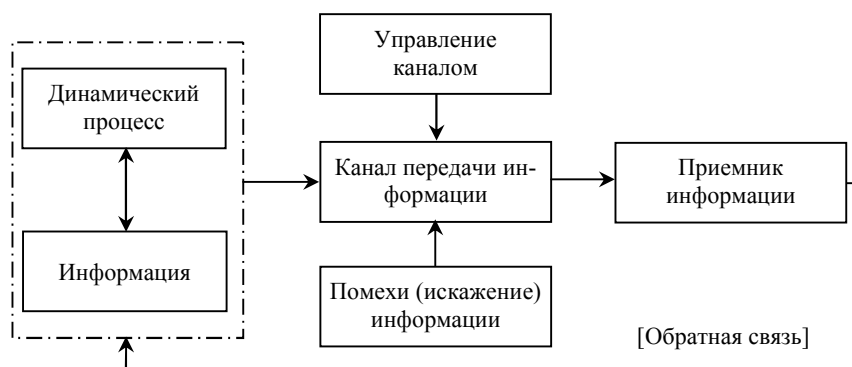 Динамический
процесс
Информация
Управление
каналом
Канал передачи ин-
формации
Помехи (искажение)
информации
Приемник
информации
[Обратная связь]